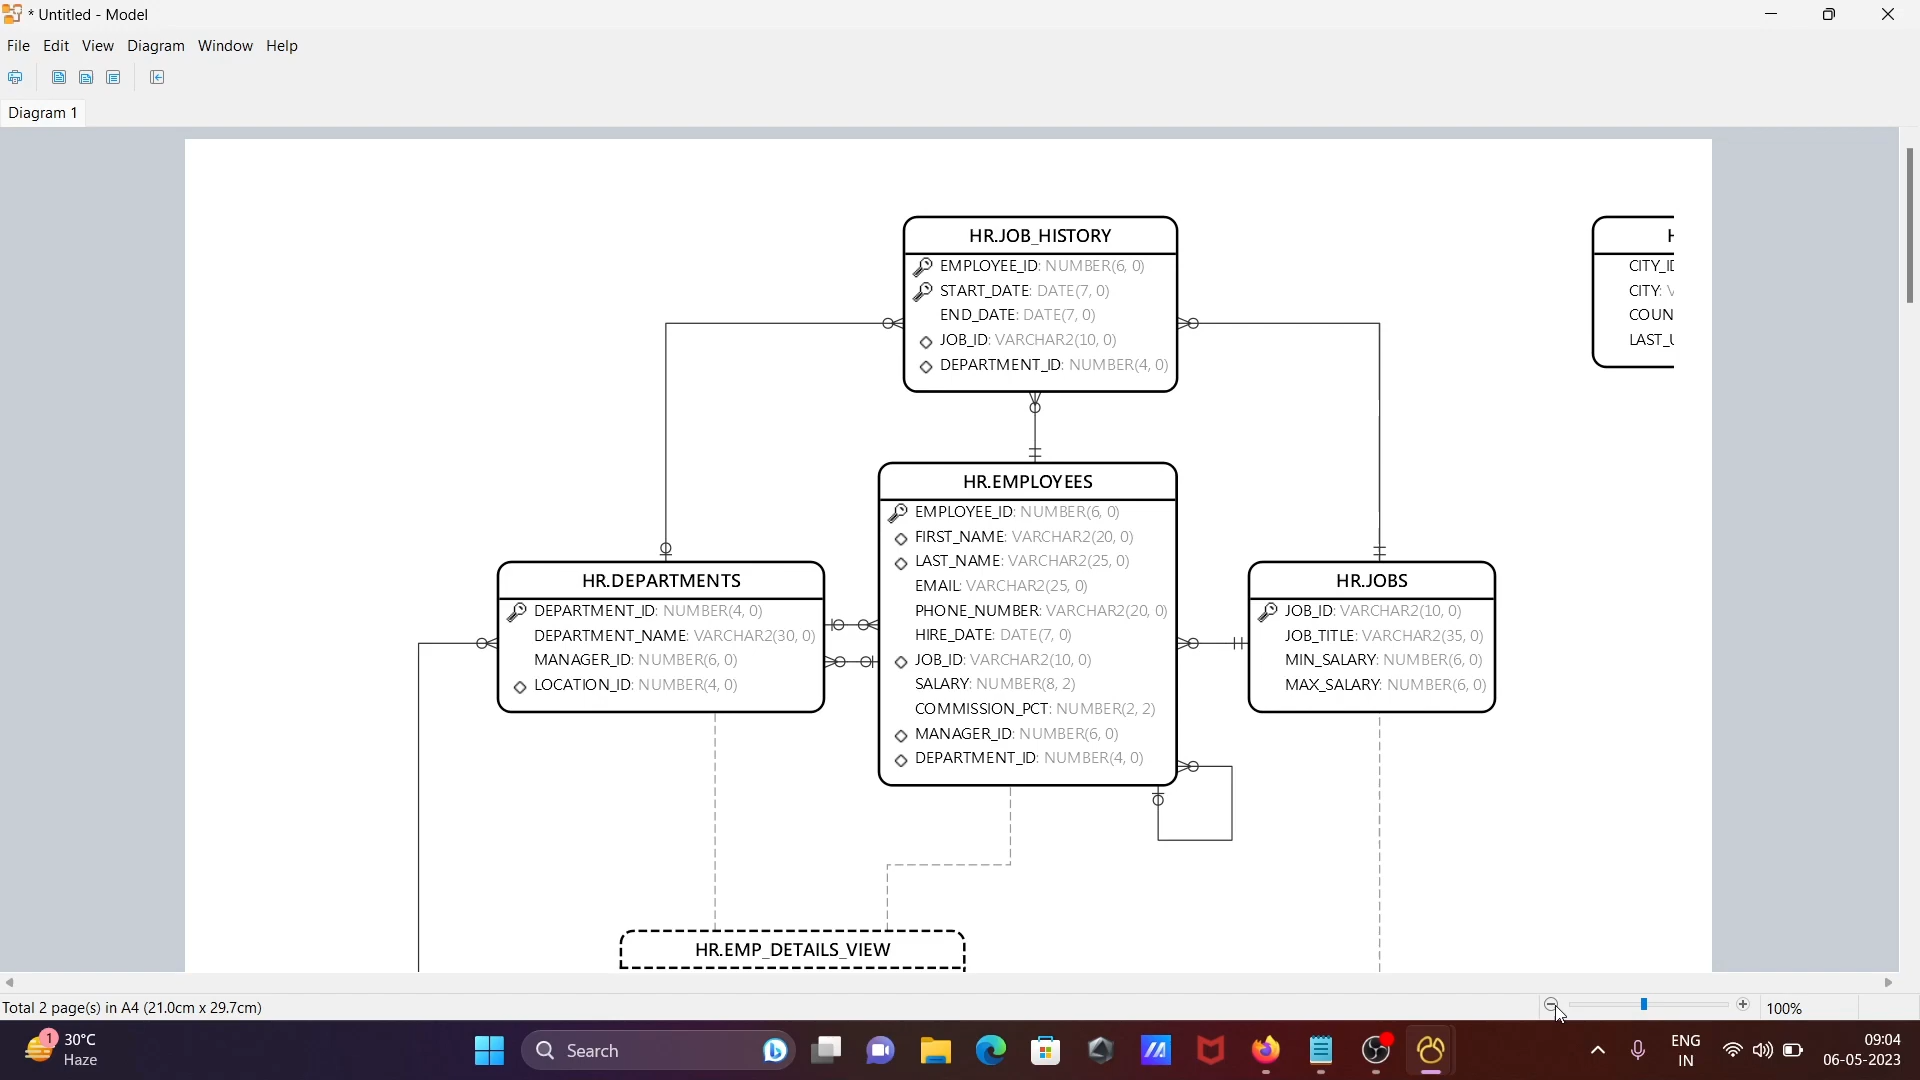 * Untitled - Model
File Edit View Diagram Window Help
Diagram 1
HR.JOB_HISTORY
EMPLOYEE_ID: NUMBER(6, 0)
START_DATE: DATE(7, 0)
END_DATE: DATE(7, 0)
JOB_ID: VARCHAR2(10, 0)
DEPARTMENT_ID: NUMBER(4, 0)
CITY:
COUN
HR.EMPLOYEES
EMPLOYEE_ID: NUMBER(6, 0)
FIRST_NAME: VARCHAR2(20, 0)
LAST_NAME: VARCHAR2(25, 0)
EMAIL: VARCHAR2(25, 0)
PHONE_NUMBER: VARCHAR2(20, 0)
HIRE_DATE: DATE(7, 0)
JOB_ID: VARCHAR2(10, 0)
SALARY: NUMBER(8, 2)
COMMISSION_PCT: NUMBER(2, 2)
MANAGER_ID: NUMBER(6, 0)
DEPARTMENT_ID: NUMBER(4, 0)
HR.DEPARTMENTS
DEPARTMENT_ID: NUMBER(4, 0)
DEPARTMENT_NAME: VARCHAR2(30, 0)
MANAGER_ID: NUMBER(6, 0)
LOCATION_ID: NUMBER(4, 0)
HR.JOBS
JOB_ID: VARCHAR2(10, 0)
JOB_TITLE: VARCHAR2(35, 0)
MIN_SALARY: NUMBER(6, 0)
MAX_SALARY: NUMBER(6, 0)
HR.EMP_DETAILS_VIEW
Total 2 page(s) in A4 (21.0cm x 29.7cm)
100%
1
30°C
Haze
Search
ENG
IN
09:04
06-05-2023